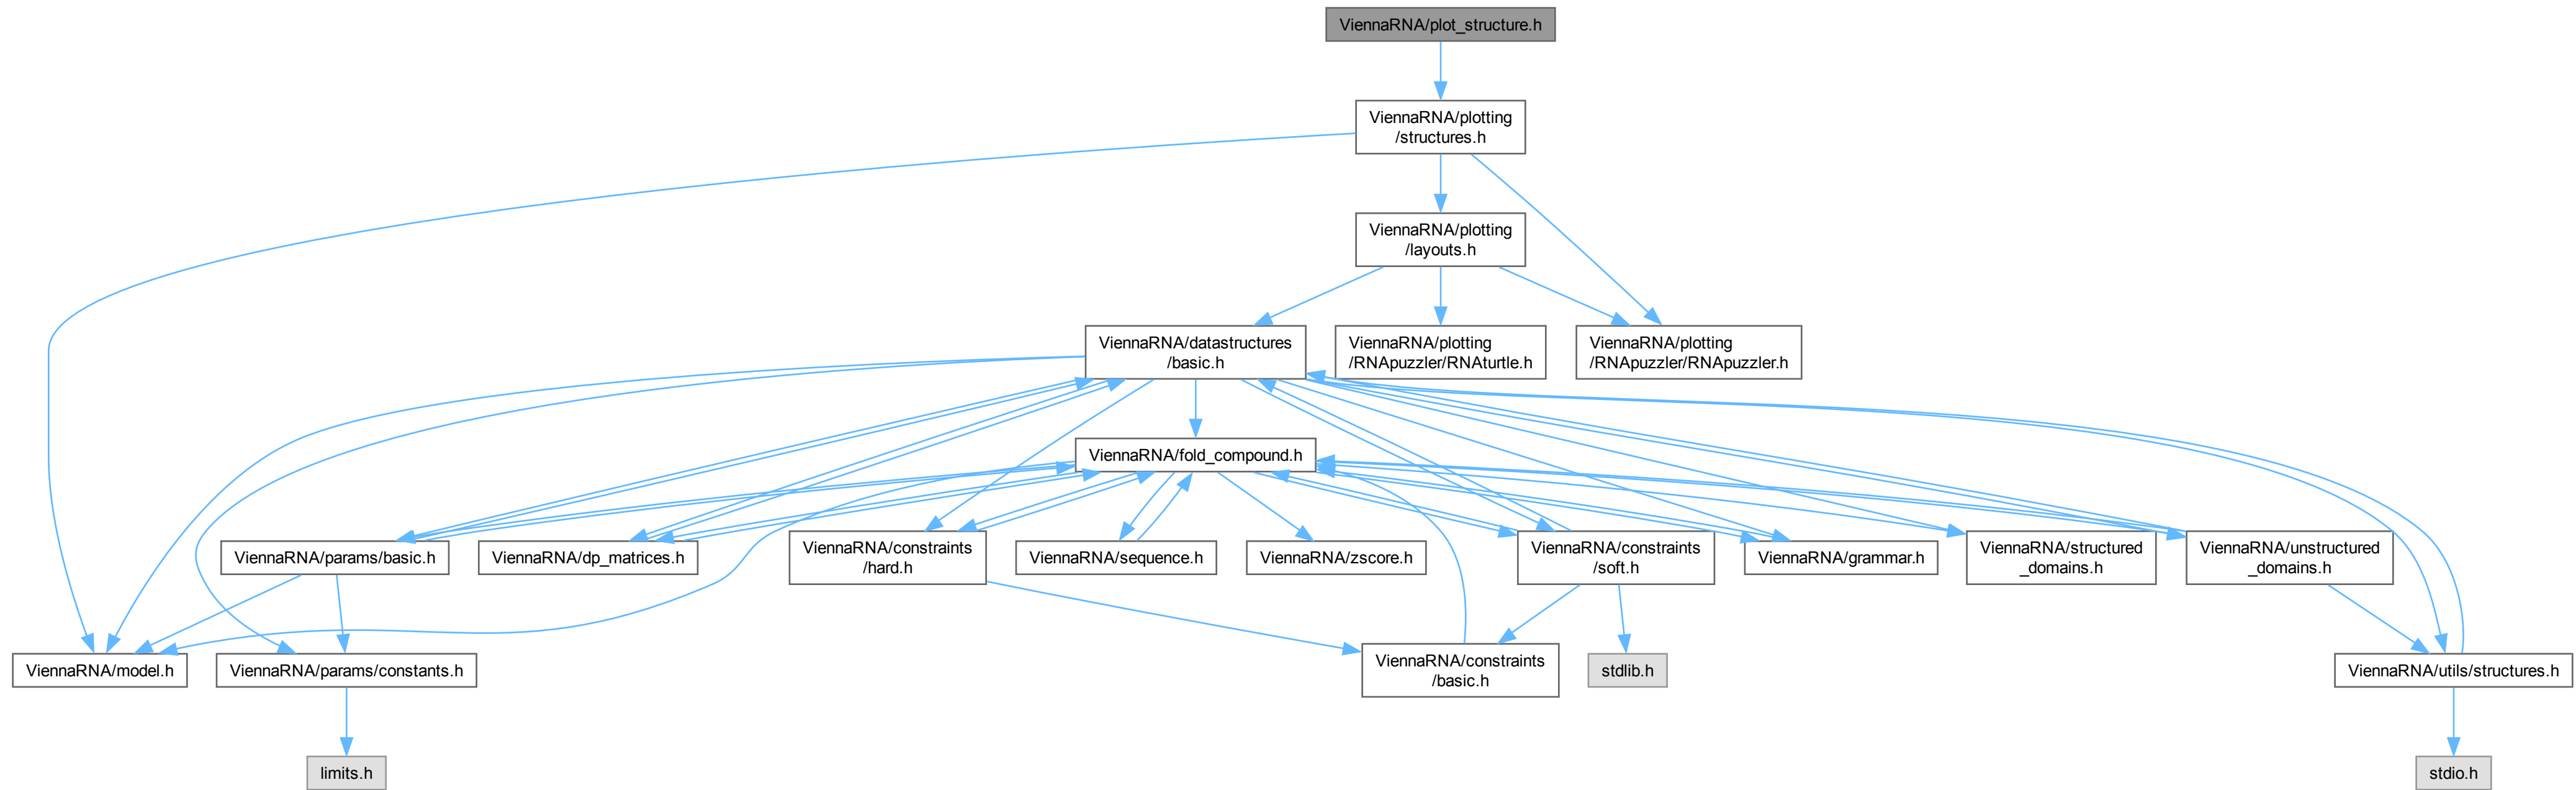 ViennaRNA/plot_structure.h
ViennaRNA/plotting
/structures.h
ViennaRNA/plotting
/layouts.h
ViennaRNA/datastructures
/basic.h
ViennaRNA/plotting
/RNApuzzler/RNAturtle.h
ViennaRNA/plotting
/RNApuzzler/RNApuzzler.h
ViennaRNA/fold_compound.h
ViennaRNA/params/basic.h
ViennaRNA/dp_matrices.h
ViennaRNA/constraints
/hard.h
ViennaRNA/sequence.h
ViennaRNA/zscore.h
ViennaRNA/constraints
/soft.h
ViennaRNA/grammar.h
ViennaRNA/structured
_domains.h
ViennaRNA/unstructured
_domains.h
ViennaRNA/model.h
ViennaRNA/params/constants.h
ViennaRNA/constraints
/basic.h
stdlib.h
ViennaRNA/utils/structures.h
limits.h
stdio.h